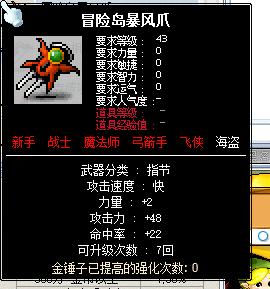 冒险岛暴风爪
要求等级: 43
要求力量: 0
要求敏捷: 0
要求智力: 0
要求运气: 0
要求人气度: -
道具等级: -
道具经验值: -
新手 战士 魔法师 弓箭手 飞侠 海盗
武器分类: 指节
攻击速度: 快
力量: +2
攻击力: +48
命中率: +22
可升级次数: 7回
金锤子已提高的强化次数: 0